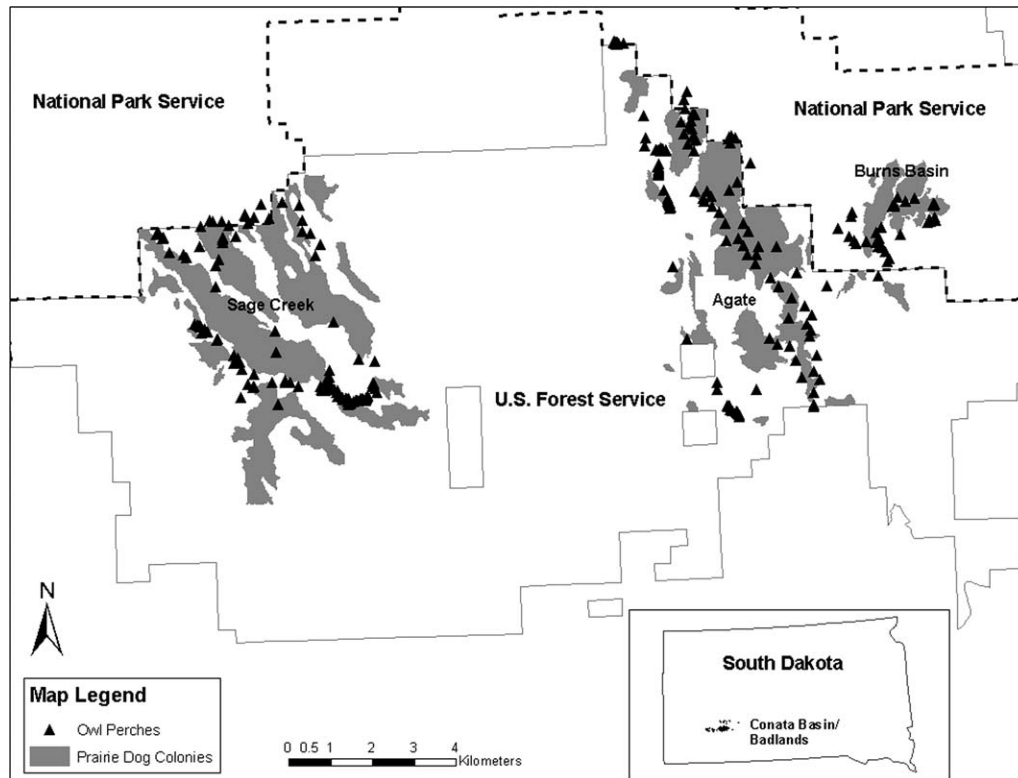 National Park Service
National Park Service
Burns Basin
Sage Creek
Agate
U.S. Forest Service
N
Map Legend
Owl Perches
Prairie Dog Colonies
0 0.5 1 2 3 4
Kilometers
South Dakota
Conata Basin/
Badlands